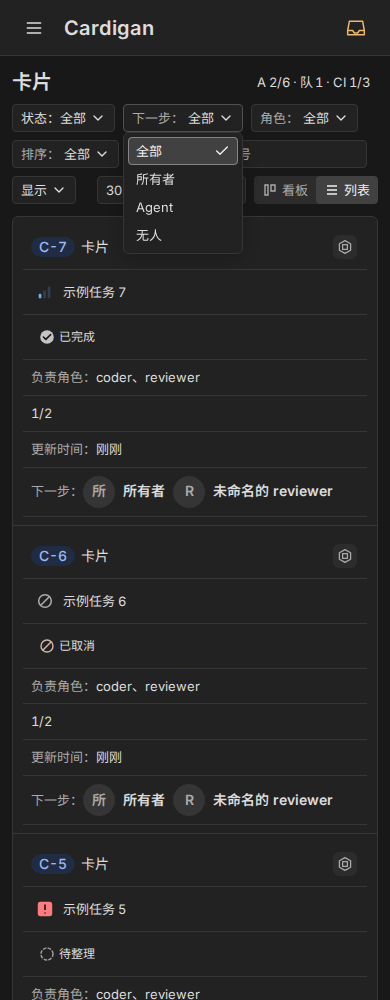 Cardigan
卡片
A 2/6 · 队 1 · CI 1/3
状态：全部
下一步： 全部
角色： 全部
排序： 全部
号
全部
所有者
Agent
无人
显示
30
看板
列表
C-7 卡片
示例任务 7
已完成
负责角色：coder、reviewer
1/2
更新时间：刚刚
下一步： 所 所有者 R 未命名的 reviewer
C-6 卡片
示例任务 6
已取消
负责角色：coder、reviewer
1/2
更新时间：刚刚
下一步： 所 所有者 R 未命名的 reviewer
C-5 卡片
示例任务 5
待整理
负责角色：coder、reviewer